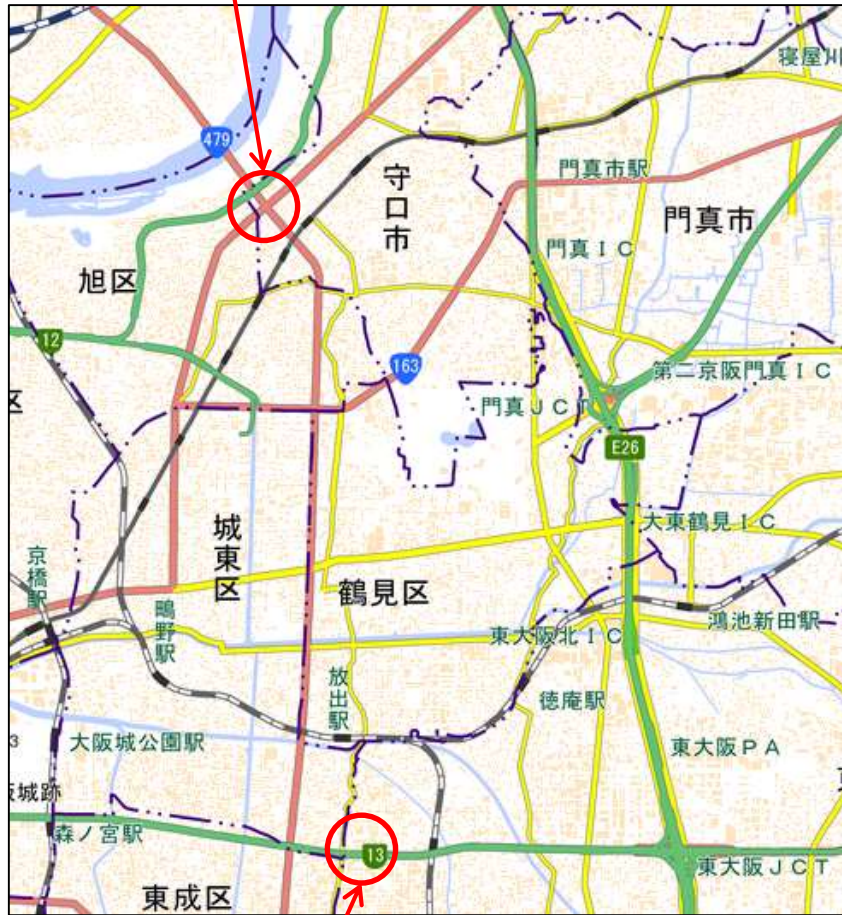 寝屋川
479
守口市
門真市駅
門真市
門真IC
旭区
12
163
第二京阪門真IC
区
門真JCT
E26
大東鶴見IC
城東区
京橋駅
鶴見区
鴫野駅
東大阪北IC
鴻池新田駅
放出駅
徳庵駅
3
大阪城公園駅
東大阪PA
阪城跡
森ノ宮駅
13
東大阪JCT
東成区